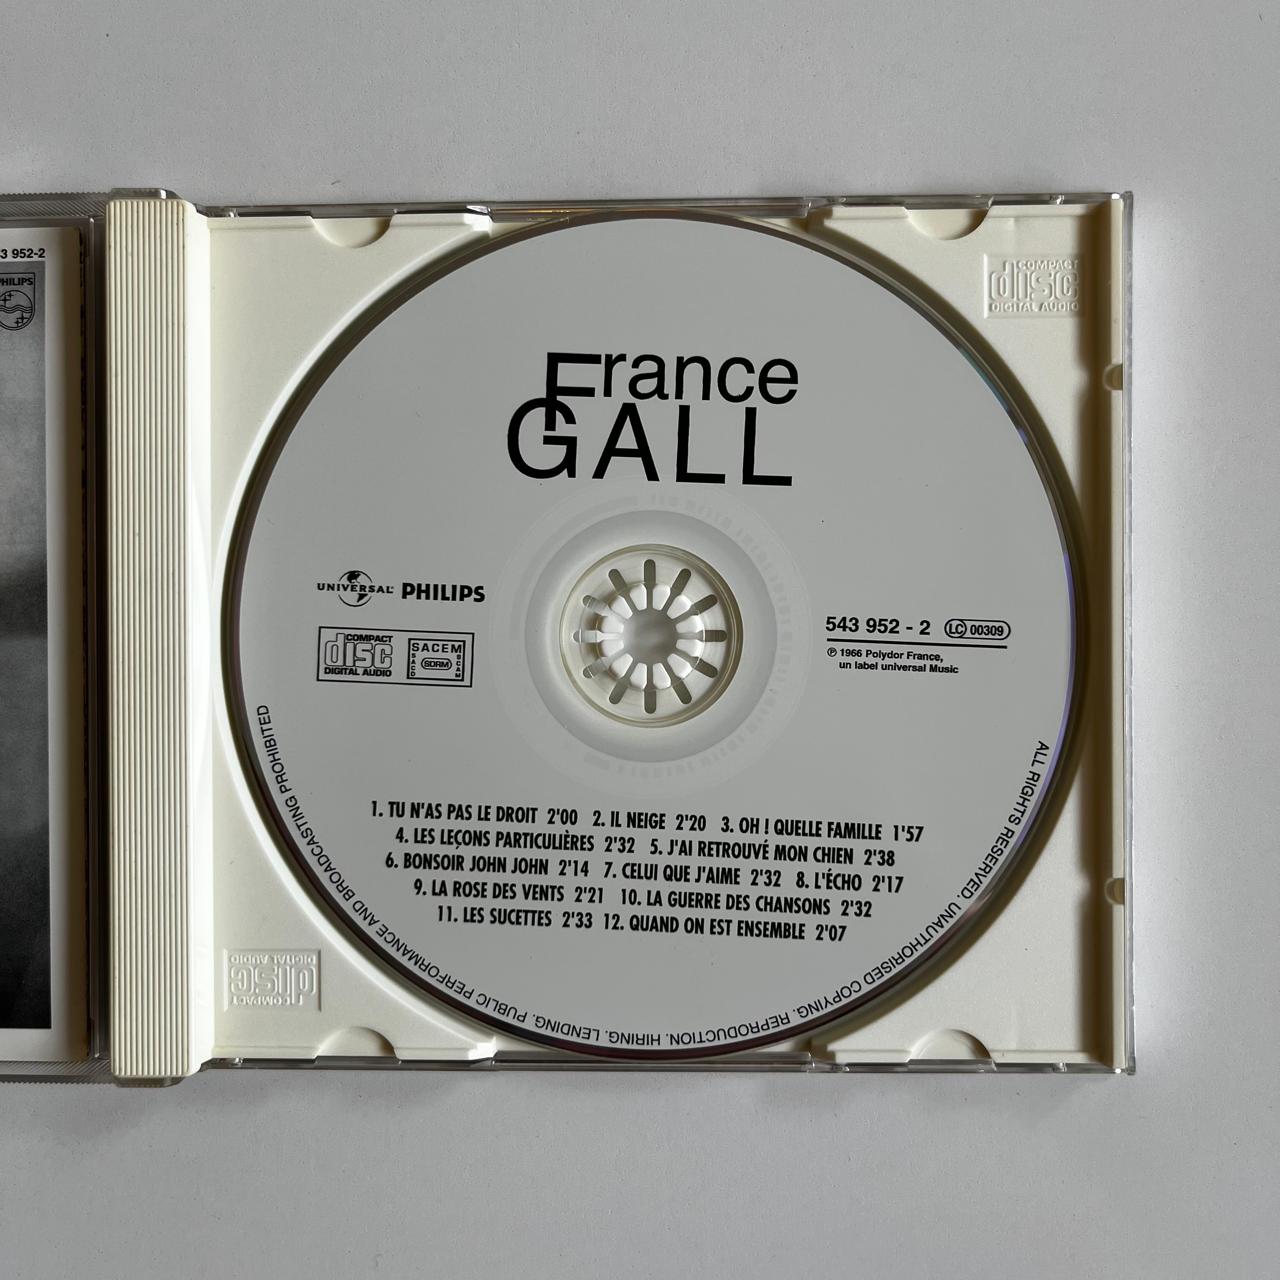 3 952-2
PHILIPS
COMPACT
disc
DIGITAL AUDIO
France
GALL
UNIVERSAL PHILIPS
COMPACT
disc
DIGITAL AUDIO
SACEM
SACD
SDRM
BCAM
543 952 - 2 LC 00309
℗ 1966 Polydor France,
un label universal Music
1. TU N'AS PAS LE DROIT 2'00 2. IL NEIGE 2'20 3. OH ! QUELLE FAMILLE 1'57
4. LES LEÇONS PARTICULIÈRES 2'32 5. J'AI RETROUVÉ MON CHIEN 2'38
6. BONSOIR JOHN JOHN 2'14 7. CELUI QUE J'AIME 2'32 8. L'ÉCHO 2'17
9. LA ROSE DES VENTS 2'21 10. LA GUERRE DES CHANSONS 2'32
11. LES SUCETTES 2'33 12. QUAND ON EST ENSEMBLE 2'07
ALL RIGHTS RESERVED. UNAUTHORISED COPYING. REPRODUCTION. HIRING. LENDING. PUBLIC PERFORMANCE AND BROADCASTING PROHIBITED
COMPACT
disc
DIGITAL AUDIO